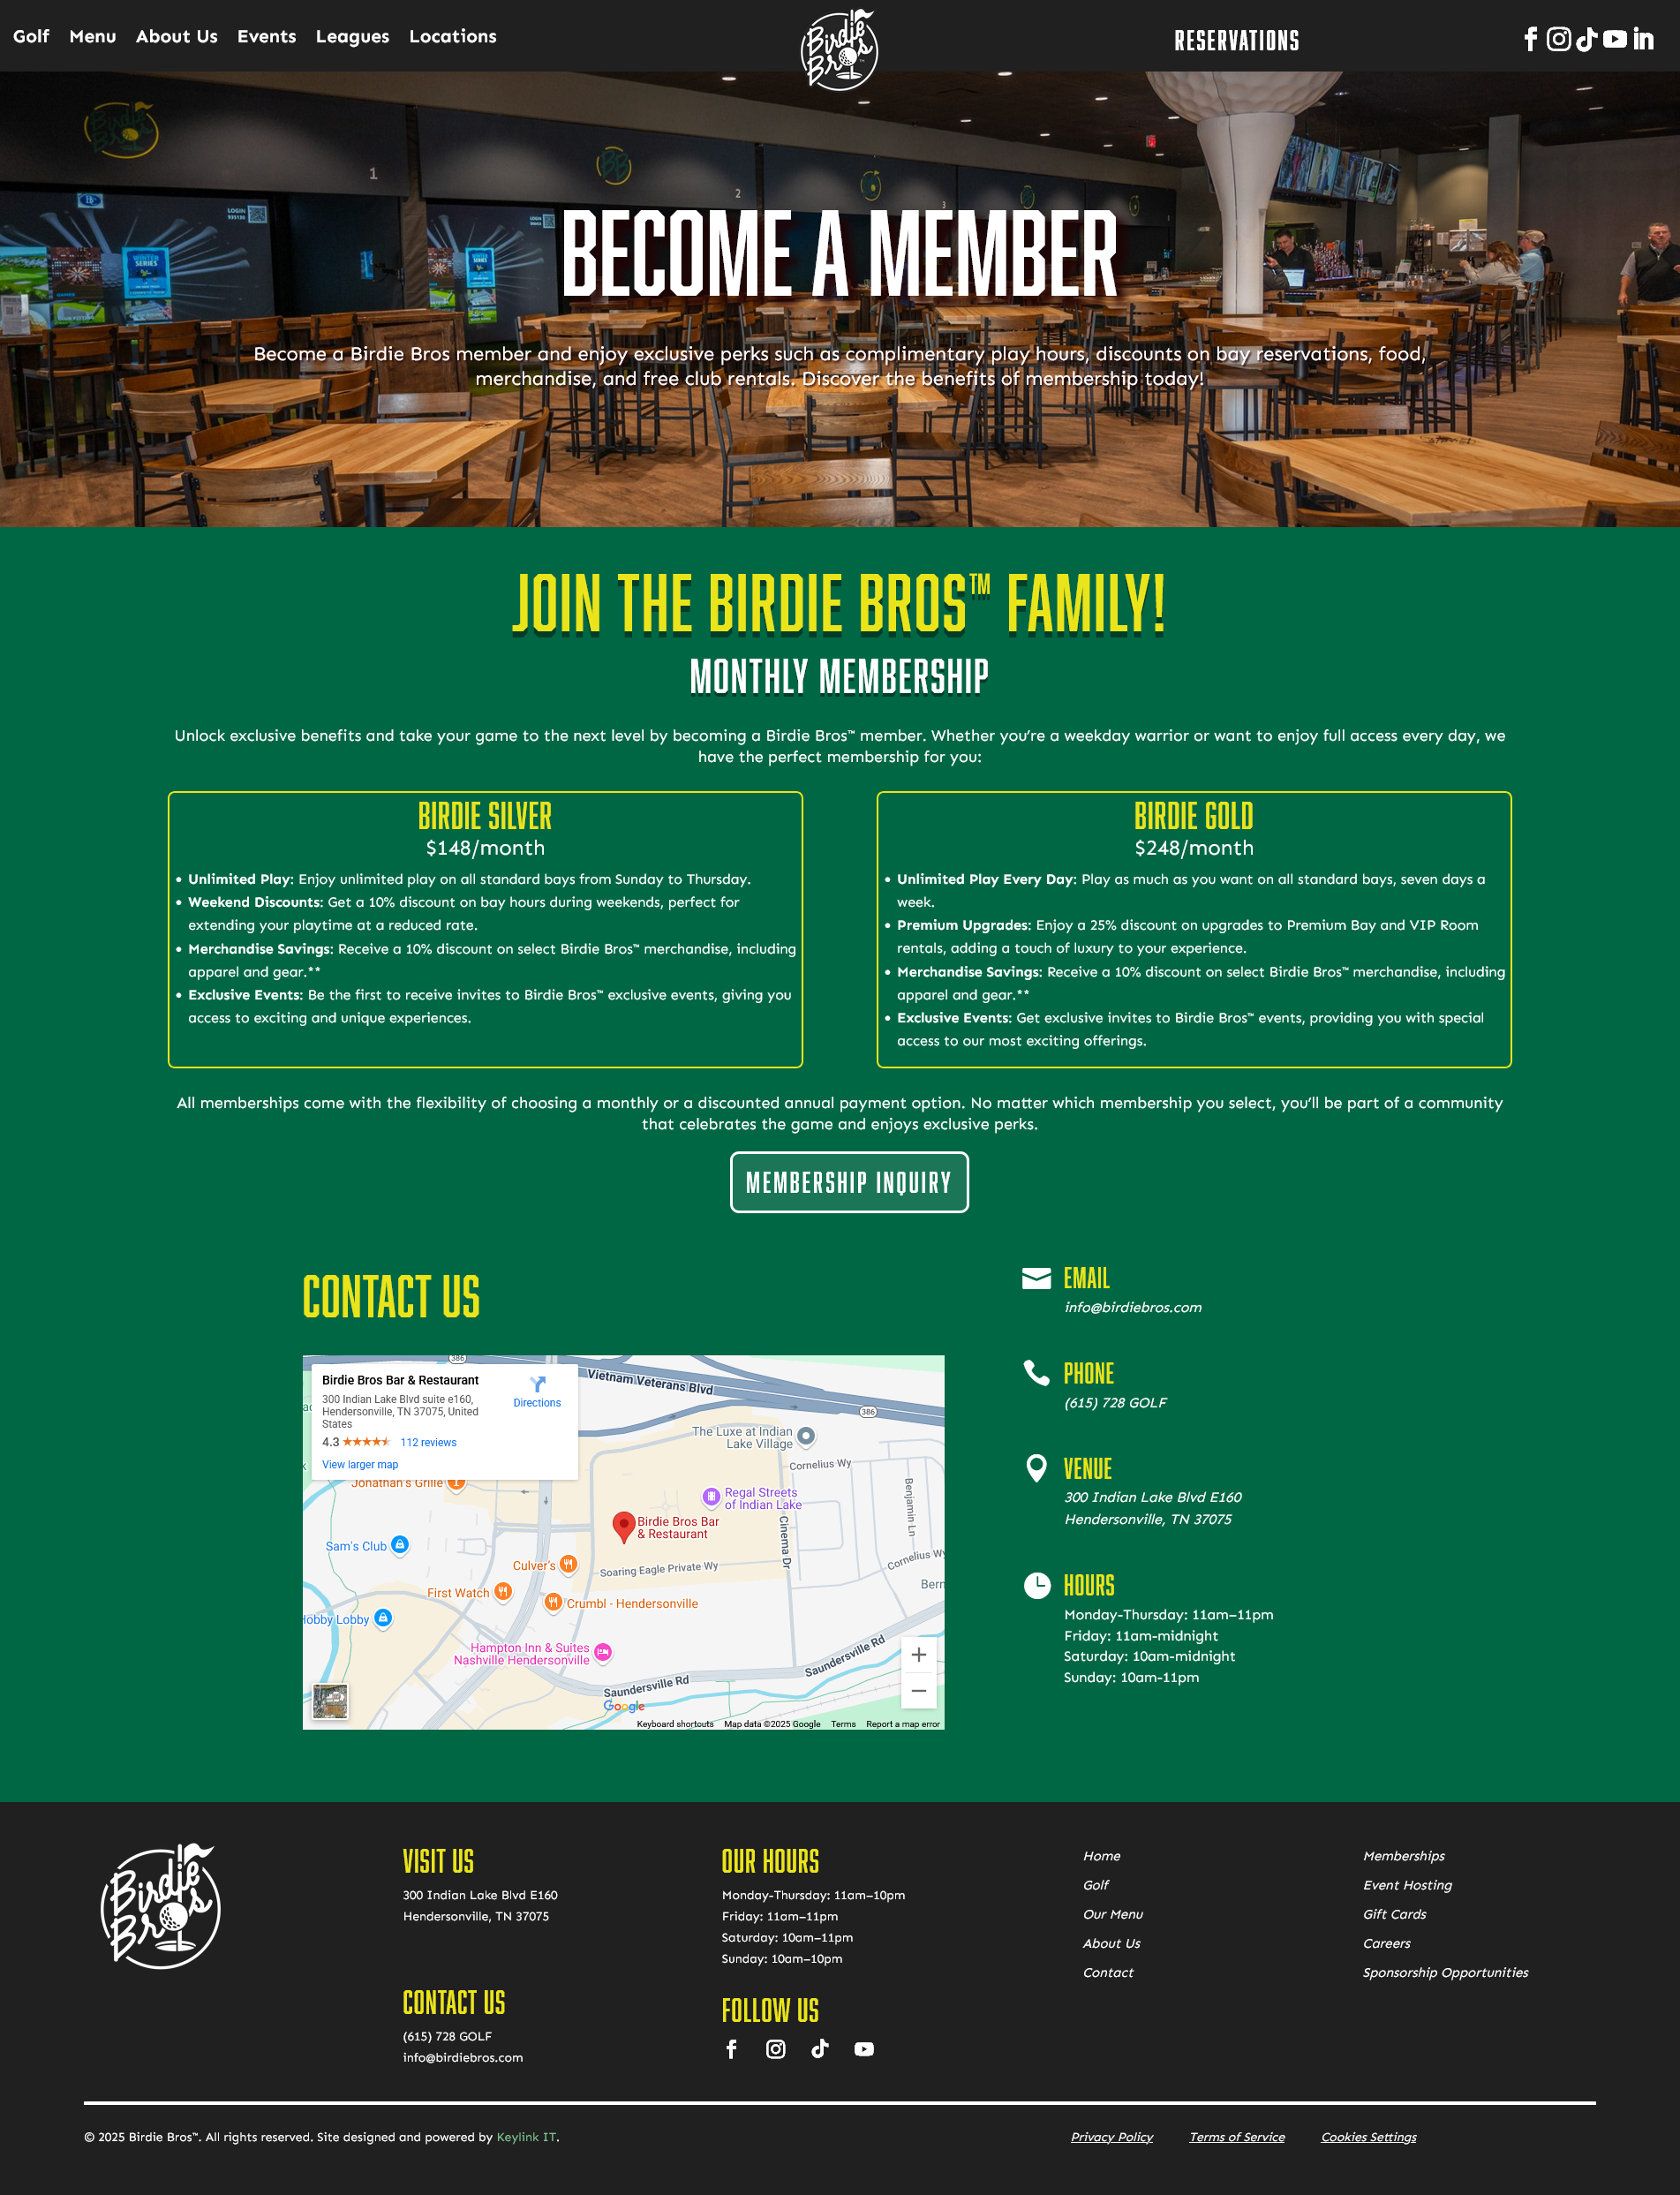 Golf Menu About Us Events Leagues Locations
Birdie Bros
RESERVATIONS
1
BB
2
3
LOGIN
LOGIN
WINTER SERIES
WINTER SERIES
BECOME A MEMBER
Become a Birdie Bros member and enjoy exclusive perks such as complimentary play hours, discounts on bay reservations, food,
merchandise, and free club rentals. Discover the benefits of membership today!
JOIN THE BIRDIE BROS™ FAMILY!
MONTHLY MEMBERSHIP
Unlock exclusive benefits and take your game to the next level by becoming a Birdie Bros™ member. Whether you’re a weekday warrior or want to enjoy full access every day, we
have the perfect membership for you:
BIRDIE SILVER
$148/month
• Unlimited Play: Enjoy unlimited play on all standard bays from Sunday to Thursday.
• Weekend Discounts: Get a 10% discount on bay hours during weekends, perfect for
extending your playtime at a reduced rate.
• Merchandise Savings: Receive a 10% discount on select Birdie Bros™ merchandise, including
apparel and gear.**
• Exclusive Events: Be the first to receive invites to Birdie Bros™ exclusive events, giving you
access to exciting and unique experiences.
BIRDIE GOLD
$248/month
• Unlimited Play Every Day: Play as much as you want on all standard bays, seven days a
week.
• Premium Upgrades: Enjoy a 25% discount on upgrades to Premium Bay and VIP Room
rentals, adding a touch of luxury to your experience.
• Merchandise Savings: Receive a 10% discount on select Birdie Bros™ merchandise, including
apparel and gear.**
• Exclusive Events: Get exclusive invites to Birdie Bros™ events, providing you with special
access to our most exciting offerings.
All memberships come with the flexibility of choosing a monthly or a discounted annual payment option. No matter which membership you select, you’ll be part of a community
that celebrates the game and enjoys exclusive perks.
MEMBERSHIP INQUIRY
CONTACT US
Birdie Bros Bar & Restaurant
300 Indian Lake Blvd suite e160,
Hendersonville, TN 37075, United
States
4.3 112 reviews
View larger map
Directions
386
Vietnam Veterans Blvd
386
The Luxe at Indian
Lake Village
Cornelius Wy
Jonathan's Grille
Regal Streets
of Indian Lake
Benjamin Ln
Birdie Bros Bar
& Restaurant
Cinema Dr
Sam's Club
Culver's
Soaring Eagle Private Wy
Cornelius Wy
First Watch
Bern
Crumbl - Hendersonville
Hobby Lobby
Hampton Inn & Suites
Nashville Hendersonville
Saundersville Rd
Saundersville Rd
Google
Keyboard shortcuts Map data ©2025 Google Terms Report a map error
EMAIL
info@birdiebros.com
PHONE
(615) 728 GOLF
VENUE
300 Indian Lake Blvd E160
Hendersonville, TN 37075
HOURS
Monday-Thursday: 11am–11pm
Friday: 11am-midnight
Saturday: 10am-midnight
Sunday: 10am-11pm
Birdie Bros
VISIT US
300 Indian Lake Blvd E160
Hendersonville, TN 37075
CONTACT US
(615) 728 GOLF
info@birdiebros.com
OUR HOURS
Monday-Thursday: 11am–10pm
Friday: 11am–11pm
Saturday: 10am–11pm
Sunday: 10am–10pm
FOLLOW US
Home
Golf
Our Menu
About Us
Contact
Memberships
Event Hosting
Gift Cards
Careers
Sponsorship Opportunities
© 2025 Birdie Bros™. All rights reserved. Site designed and powered by Keylink IT.
Privacy Policy Terms of Service Cookies Settings